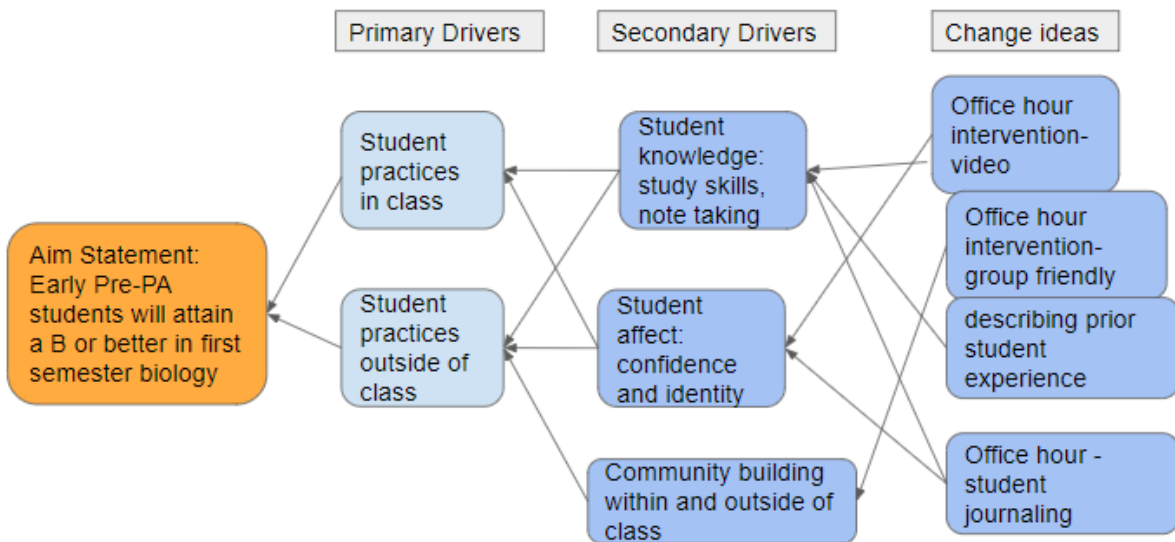 Primary Drivers
Secondary Drivers
Change ideas
Aim Statement:
Early Pre-PA
students will attain
a B or better in first
semester biology
Student
practices
in class
Student
practices
outside of
class
Student
knowledge:
study skills,
note taking
Student
affect:
confidence
and identity
Community building
within and outside of
class
Office hour
intervention-
video
Office hour
intervention-
group friendly
describing prior
student
experience
Office hour -
student
journaling